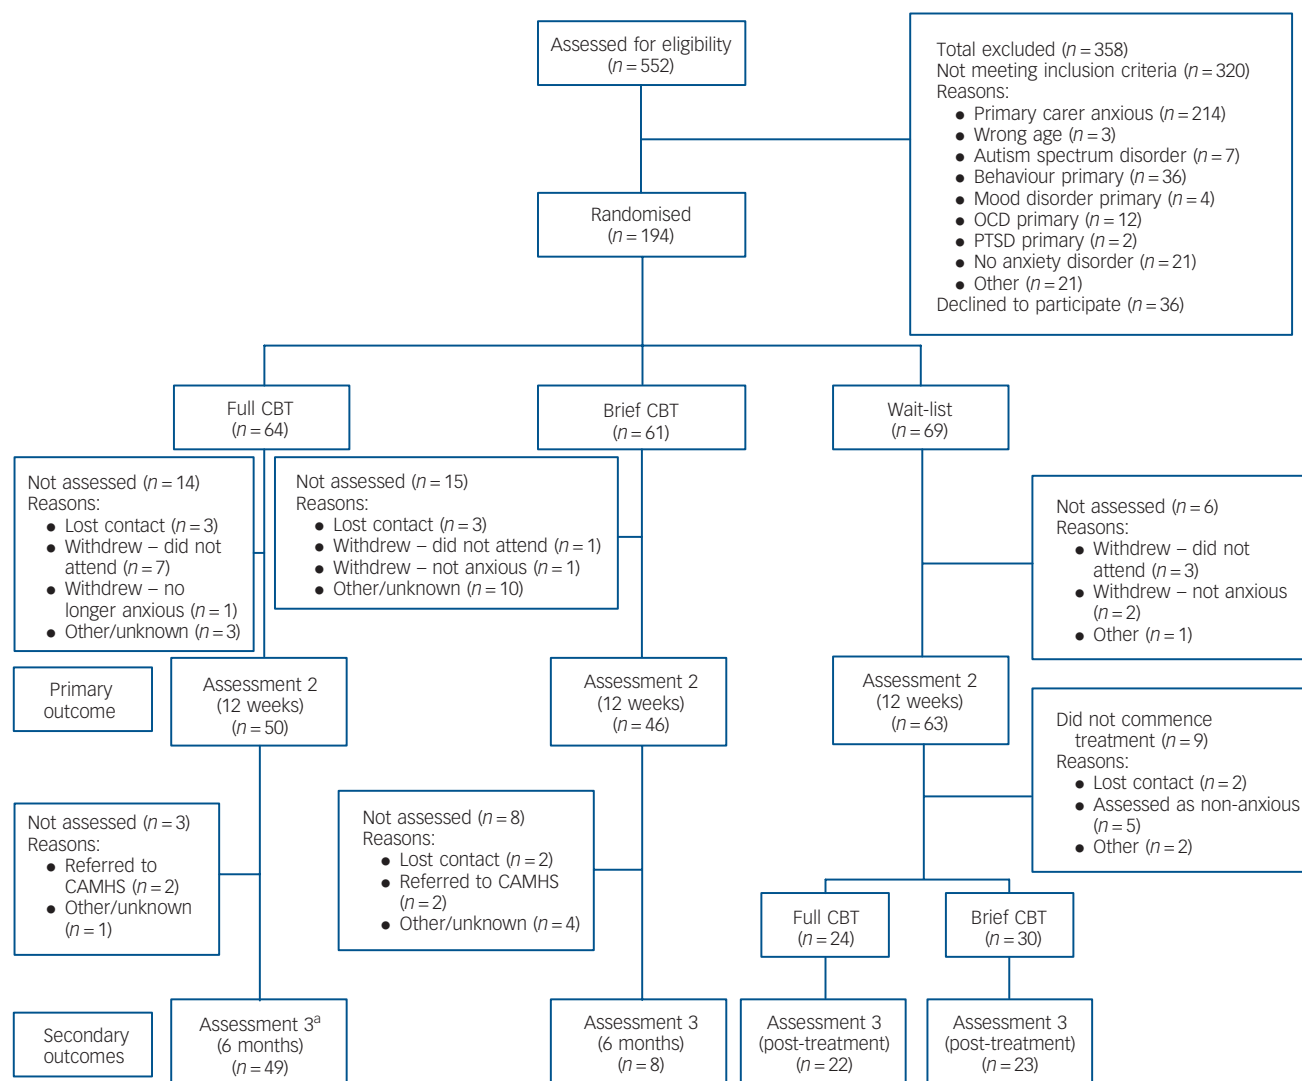 Assessed for eligibility
(n = 552)
Total excluded (n = 358)
Not meeting inclusion criteria (n = 320)
Reasons:
● Primary carer anxious (n = 214)
● Wrong age (n = 3)
● Autism spectrum disorder (n = 7)
● Behaviour primary (n = 36)
● Mood disorder primary (n = 4)
● OCD primary (n = 12)
● PTSD primary (n = 2)
● No anxiety disorder (n = 21)
● Other (n = 21)
Declined to participate (n = 36)
Randomised
(n = 194)
Full CBT
(n = 64)
Brief CBT
(n = 61)
Wait-list
(n = 69)
Not assessed (n = 14)
Reasons:
● Lost contact (n = 3)
● Withdrew – did not
attend (n = 7)
● Withdrew – no
longer anxious (n = 1)
● Other/unknown (n = 3)
Not assessed (n = 15)
Reasons:
● Lost contact (n = 3)
● Withdrew – did not attend (n = 1)
● Withdrew – not anxious (n = 1)
● Other/unknown (n = 10)
Not assessed (n = 6)
Reasons:
● Withdrew – did not
attend (n = 3)
● Withdrew – not anxious
(n = 2)
● Other (n = 1)
Primary
outcome
Assessment 2
(12 weeks)
(n = 50)
Assessment 2
(12 weeks)
(n = 46)
Assessment 2
(12 weeks)
(n = 63)
Did not commence
treatment (n = 9)
Reasons:
● Lost contact (n = 2)
● Assessed as non-anxious
(n = 5)
● Other (n = 2)
Not assessed (n = 3)
Reasons:
● Referred to
CAMHS (n = 2)
● Other/unknown
(n = 1)
Not assessed (n = 8)
Reasons:
● Lost contact (n = 2)
● Referred to CAMHS
(n = 2)
● Other/unknown (n = 4)
Full CBT
(n = 24)
Brief CBT
(n = 30)
Secondary
outcomes
Assessment 3a
(6 months)
(n = 49)
Assessment 3
(6 months)
(n = 8)
Assessment 3
(post-treatment)
(n = 22)
Assessment 3
(post-treatment)
(n = 23)